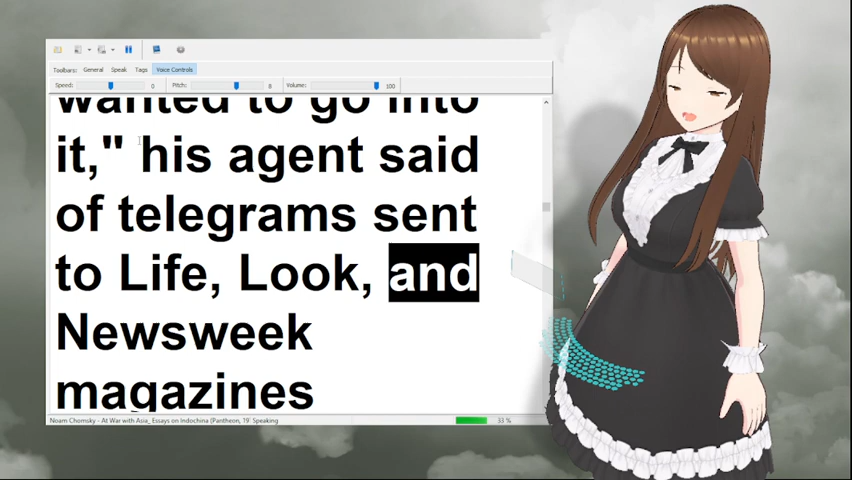 Toolbars: General Speak Tags Voice Controls
Speed: 0 Pitch: 8 Volume: 100
wanted to go into
it," his agent said
of telegrams sent
to Life, Look, and
Newsweek
magazines
Noam Chomsky - At War with Asia_ Essays on Indochina (Pantheon, 19 Speaking 33 %